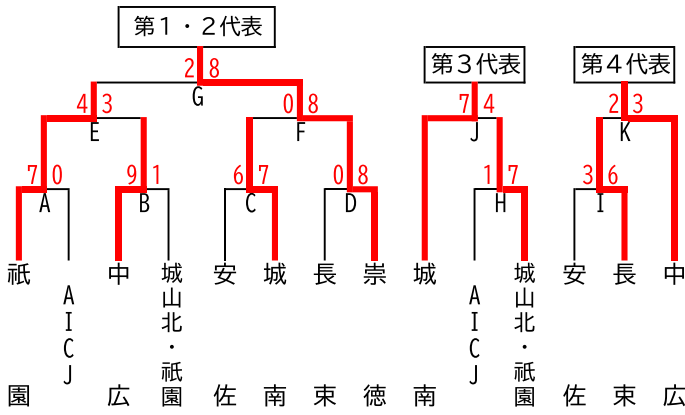 第1・2代表
第3代表
第4代表
2 8
G
4 3
E
0 8
F
7 4
J
2 3
K
7 0
A
9 1
B
6 7
C
0 8
D
1 7
H
3 6
I
祇園
AICJ
中広
城山北・祇園
安佐
城南
長束
崇徳
城南
AICJ
城山北・祇園
安佐
長束
中広